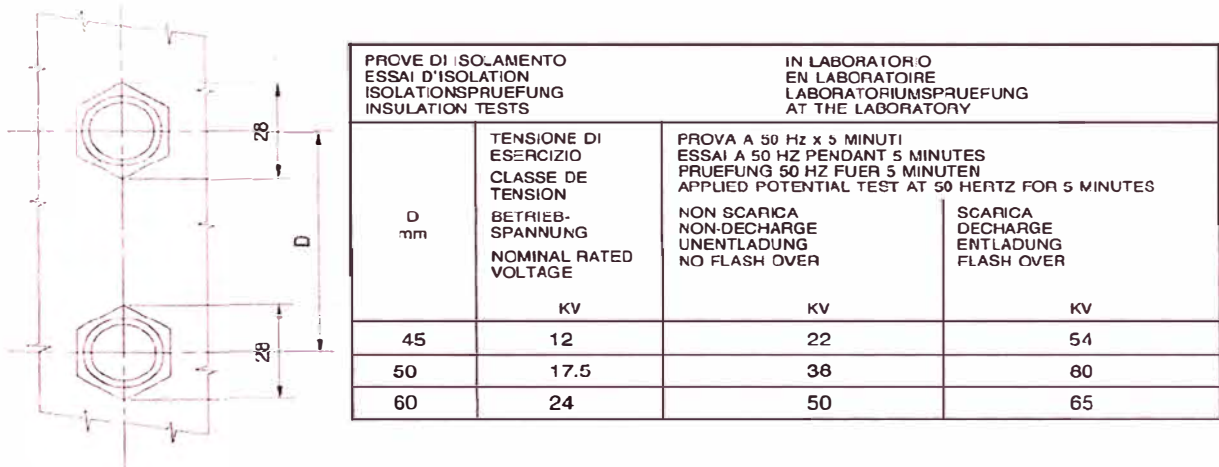 28
D
28
PROVE DI ISOLAMENTO
ESSAI D'ISOLATION
ISOLATIONSPRUEFUNG
INSULATION TESTS
IN LABORATORIO
EN LABORATOIRE
LABORATORIUMSPRUEFUNG
AT THE LABORATORY
D
mm
TENSIONE DI
ESERCIZIO
CLASSE DE
TENSION
BETRIEB-
SPANNUNG
NOMINAL RATED
VOLTAGE
KV
PROVA A 50 Hz x 5 MINUTI
ESSAI A 50 HZ PENDANT 5 MINUTES
PRUEFUNG 50 HZ FUER 5 MINUTEN
APPLIED POTENTIAL TEST AT 50 HERTZ FOR 5 MINUTES
NON SCARICA
NON-DECHARGE
UNENTLADUNG
NO FLASH OVER
KV
SCARICA
DECHARGE
ENTLADUNG
FLASH OVER
KV
45 12 22 54
50 17.5 38 80
60 24 50 65